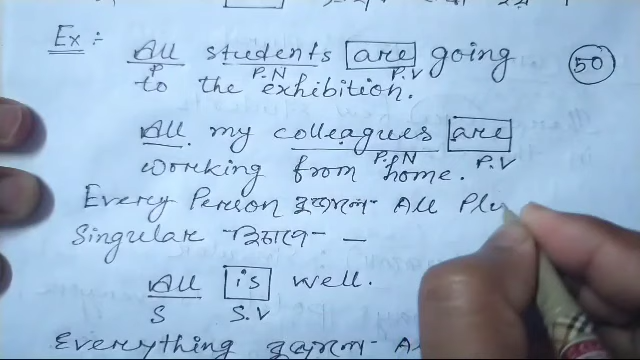 Ex :-
All students are going
P P.N P.V
50
to the exhibition.
All my colleagues are
P.N P.V
working from home.
Every Person বুঝালে- All
Singular হিসাবে- —
All is well.
S S.V
Everything বুঝালে-